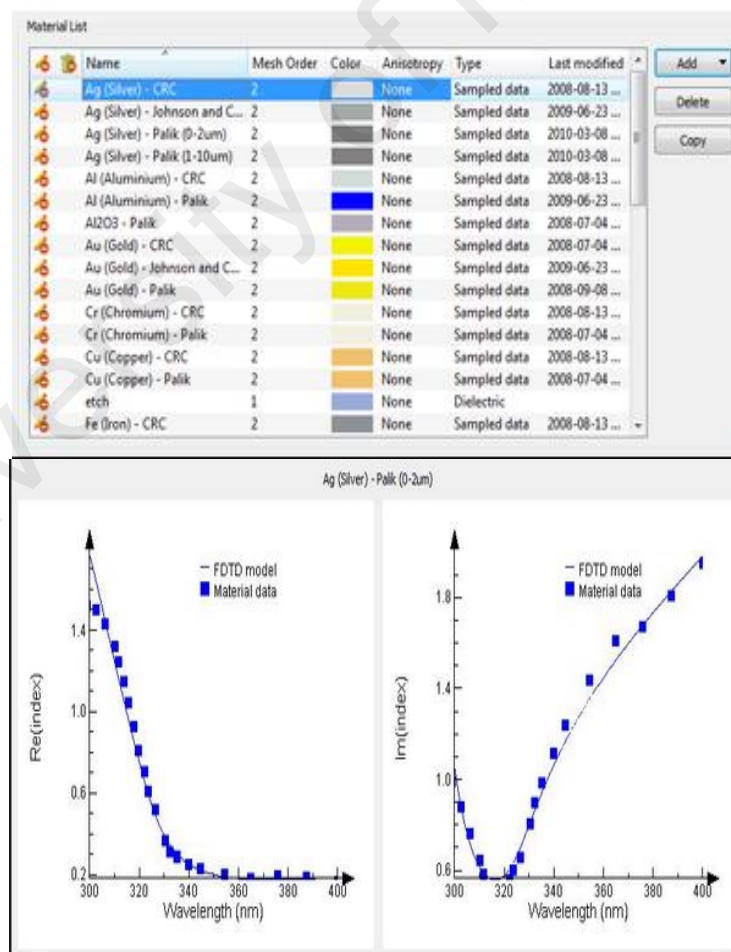 Material List
Name Mesh Order Color Anisotropy Type Last modified
Ag (Silver) - CRC 2 None Sampled data 2008-08-13 ...
Ag (Silver) - Johnson and C... 2 None Sampled data 2009-06-23 ...
Ag (Silver) - Palik (0-2um) 2 None Sampled data 2010-03-08 ...
Ag (Silver) - Palik (1-10um) 2 None Sampled data 2010-03-08 ...
Al (Aluminium) - CRC 2 None Sampled data 2008-08-13 ...
Al (Aluminium) - Palik 2 None Sampled data 2009-06-23 ...
Al2O3 - Palik 2 None Sampled data 2008-07-04 ...
Au (Gold) - CRC 2 None Sampled data 2008-07-04 ...
Au (Gold) - Johnson and C... 2 None Sampled data 2009-06-23 ...
Au (Gold) - Palik 2 None Sampled data 2008-09-08 ...
Cr (Chromium) - CRC 2 None Sampled data 2008-08-13 ...
Cr (Chromium) - Palik 2 None Sampled data 2008-07-04 ...
Cu (Copper) - CRC 2 None Sampled data 2008-08-13 ...
Cu (Copper) - Palik 2 None Sampled data 2008-07-04 ...
etch 1 None Dielectric
Fe (Iron) - CRC 2 None Sampled data 2008-08-13 ...
Add
Delete
Copy
Ag (Silver) - Palik (0-2um)
FDTD model
Material data
Re(index)
1.4
1.0
0.6
0.2
300 320 340 360 380 400
Wavelength (nm)
FDTD model
Material data
Im(index)
1.8
1.4
1.0
0.6
300 320 340 360 380 400
Wavelength (nm)
versity of